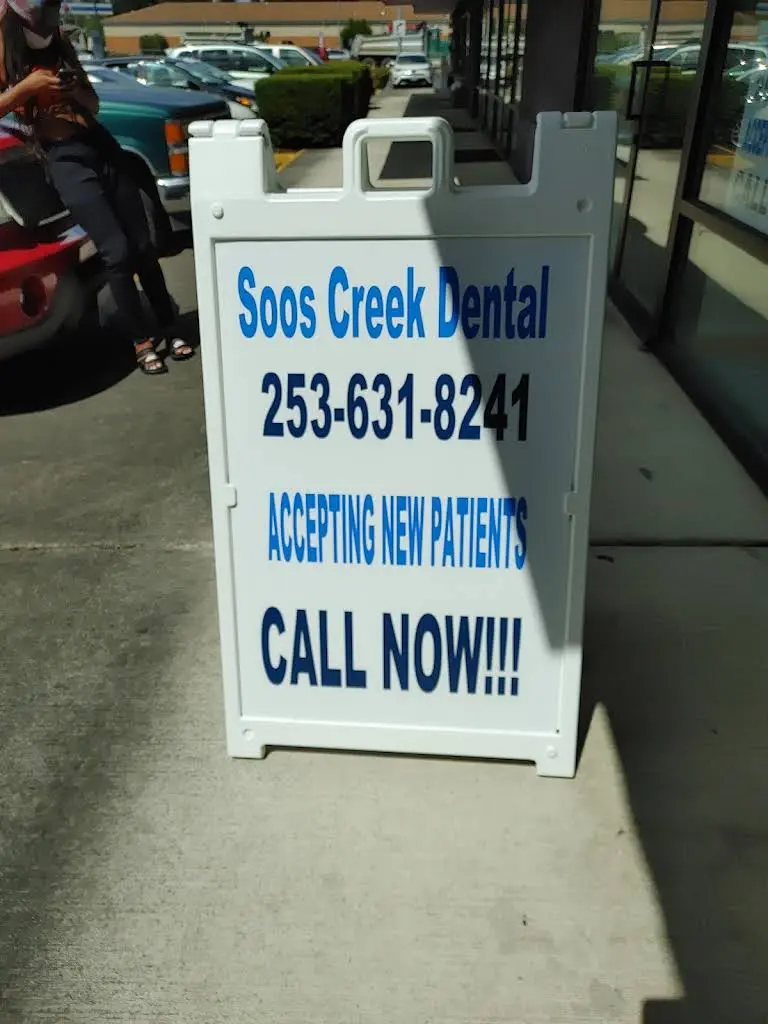 Soos Creek Dental
253-631-8241
ACCEPTING NEW PATIENTS
CALL NOW!!!